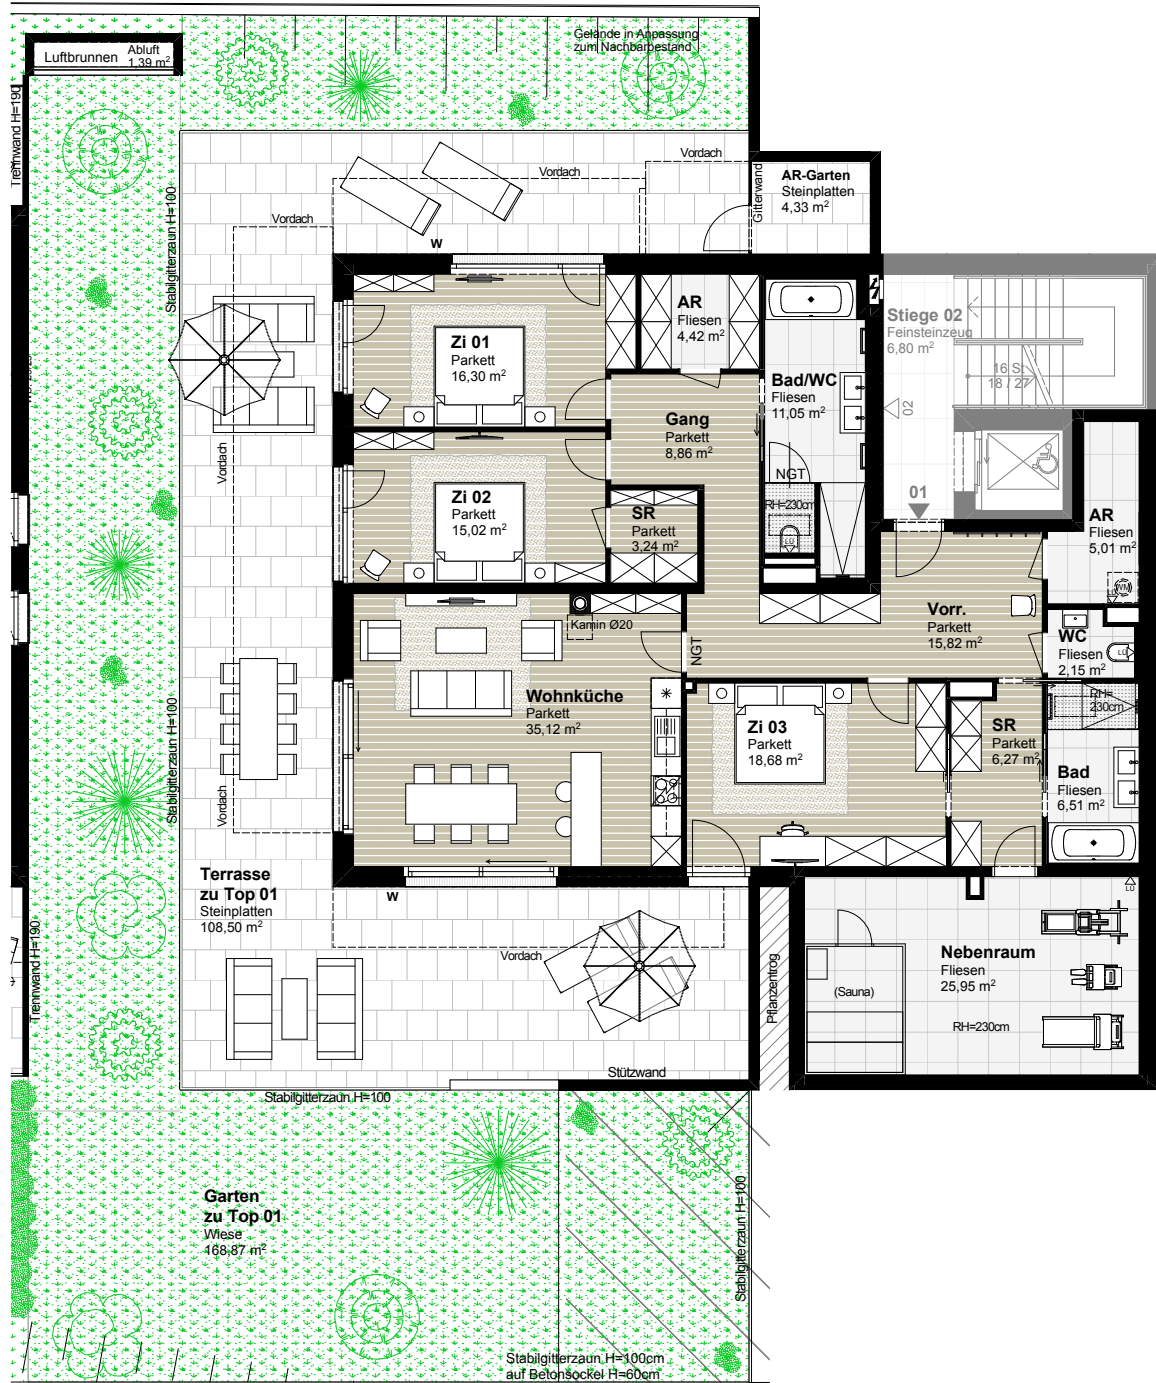 Gelände in Anpassung
zum Nachbarbestand
Luftbrunnen
Abluft
1,39 m²
Trennwand H=190
Stabilgitterzaun H=100
Vordach
Vordach
Vordach
Gitterwand
AR-Garten
Steinplatten
4,33 m²
W
Zi 01
Parkett
16,30 m²
AR
Fliesen
4,42 m²
Bad/WC
Fliesen
11,05 m²
Stiege 02
Feinsteinzeug
6,80 m²
16 St.
18 / 27
02
Gang
Parkett
8,86 m²
NGT
RH=230cm
LÜ
01
Vordach
Zi 02
Parkett
15,02 m²
SR
Parkett
3,24 m²
AR
Fliesen
5,01 m²
WM
LÜ
Kamin Ø20
NGT
Vorr.
Parkett
15,82 m²
WC
Fliesen
2,15 m²
LÜ
Wohnküche
Parkett
35,12 m²
Zi 03
Parkett
18,68 m²
SR
Parkett
6,27 m²
RH=
230cm
Bad
Fliesen
6,51 m²
Stabilgitterzaun H=100
Vordach
Terrasse
zu Top 01
Steinplatten
108,50 m²
W
LÜ
Trennwand H=190
Vordach
Pflanzentrog
(Sauna)
Nebenraum
Fliesen
25,95 m²
RH=230cm
Stützwand
Stabilgitterzaun H=100
Garten
zu Top 01
Wiese
168,87 m²
Stabilgitterzaun H=100
Stabilgitterzaun H=100cm
auf Betonsockel H=60cm